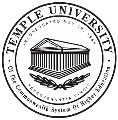 TEMPLE UNIVERSITY
Of The Commonwealth System Of Higher Education